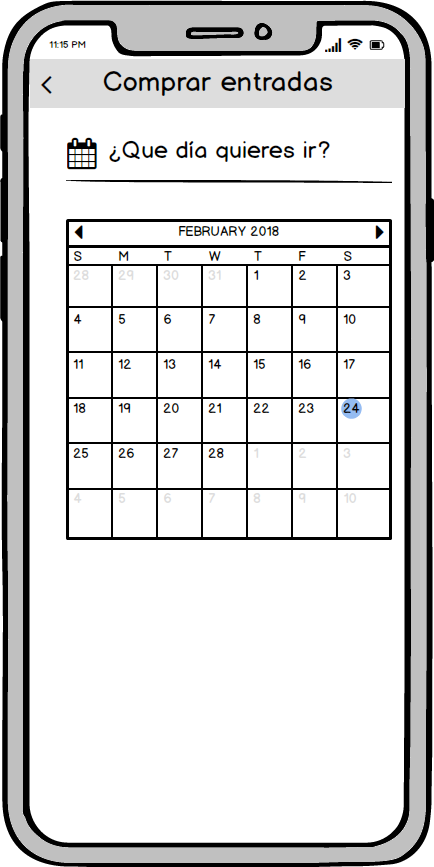 11:15 PM
Comprar entradas
¿Que día quieres ir?
FEBRUARY 2018
S M T W T F S
28 29 30 31 1 2 3
4 5 6 7 8 9 10
11 12 13 14 15 16 17
18 19 20 21 22 23 24
25 26 27 28 1 2 3
4 5 6 7 8 9 10